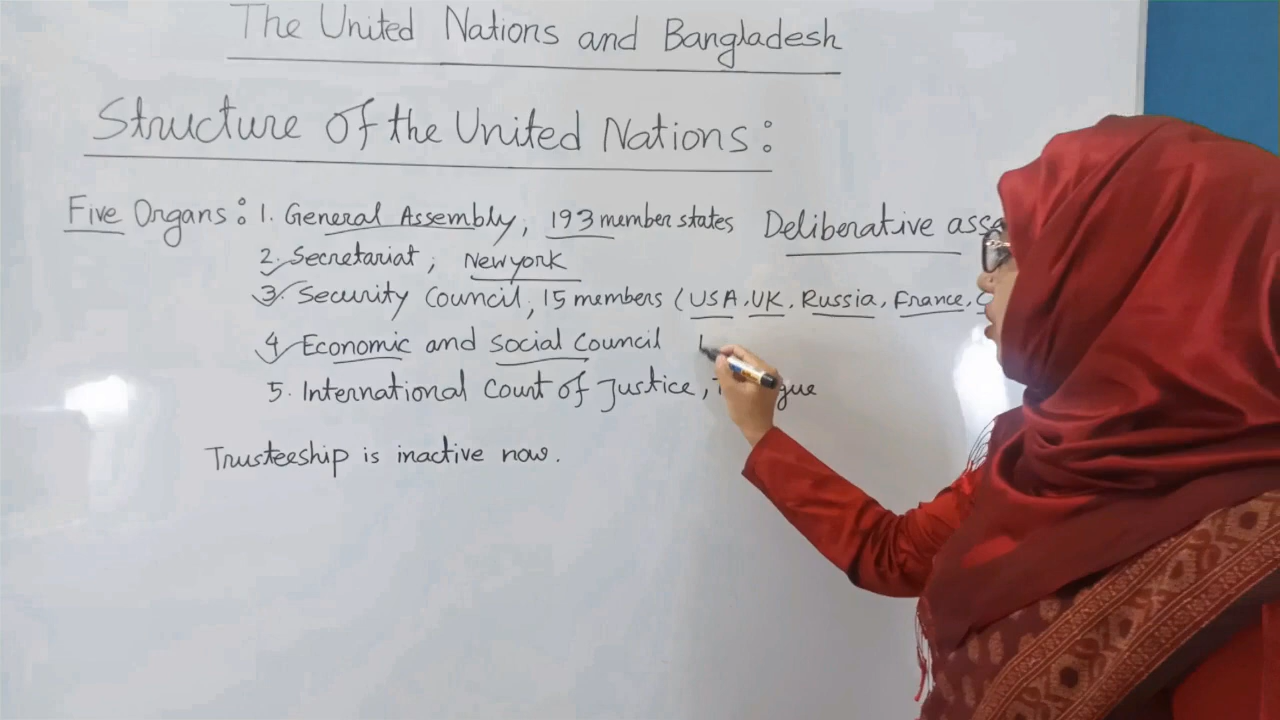 The United Nations and Bangladesh
Structure of the United Nations:
Five Organs: 1. General Assembly, 193 member states Deliberative
2. Secretariat, Newyork
3. Security Council, 15 members (USA, UK, Russia, France,
4. Economic and social Council
5. International Court of Justice,
Trusteeship is inactive now.